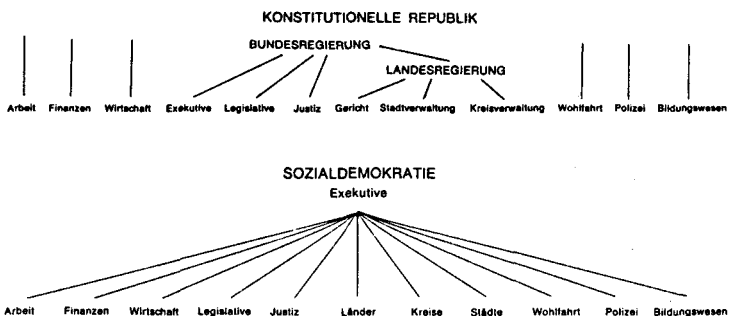 KONSTITUTIONELLE REPUBLIK
BUNDESREGIERUNG
LANDESREGIERUNG
Arbeit Finanzen Wirtschaft Exekutive Legislative Justiz Gericht Stadtverwaltung Kreisverwaltung Wohlfahrt Polizei Bildungswesen
SOZIALDEMOKRATIE
Exekutive
Arbeit Finanzen Wirtschaft Legislative Justiz Länder Kreise Städte Wohlfahrt Polizei Bildungswesen